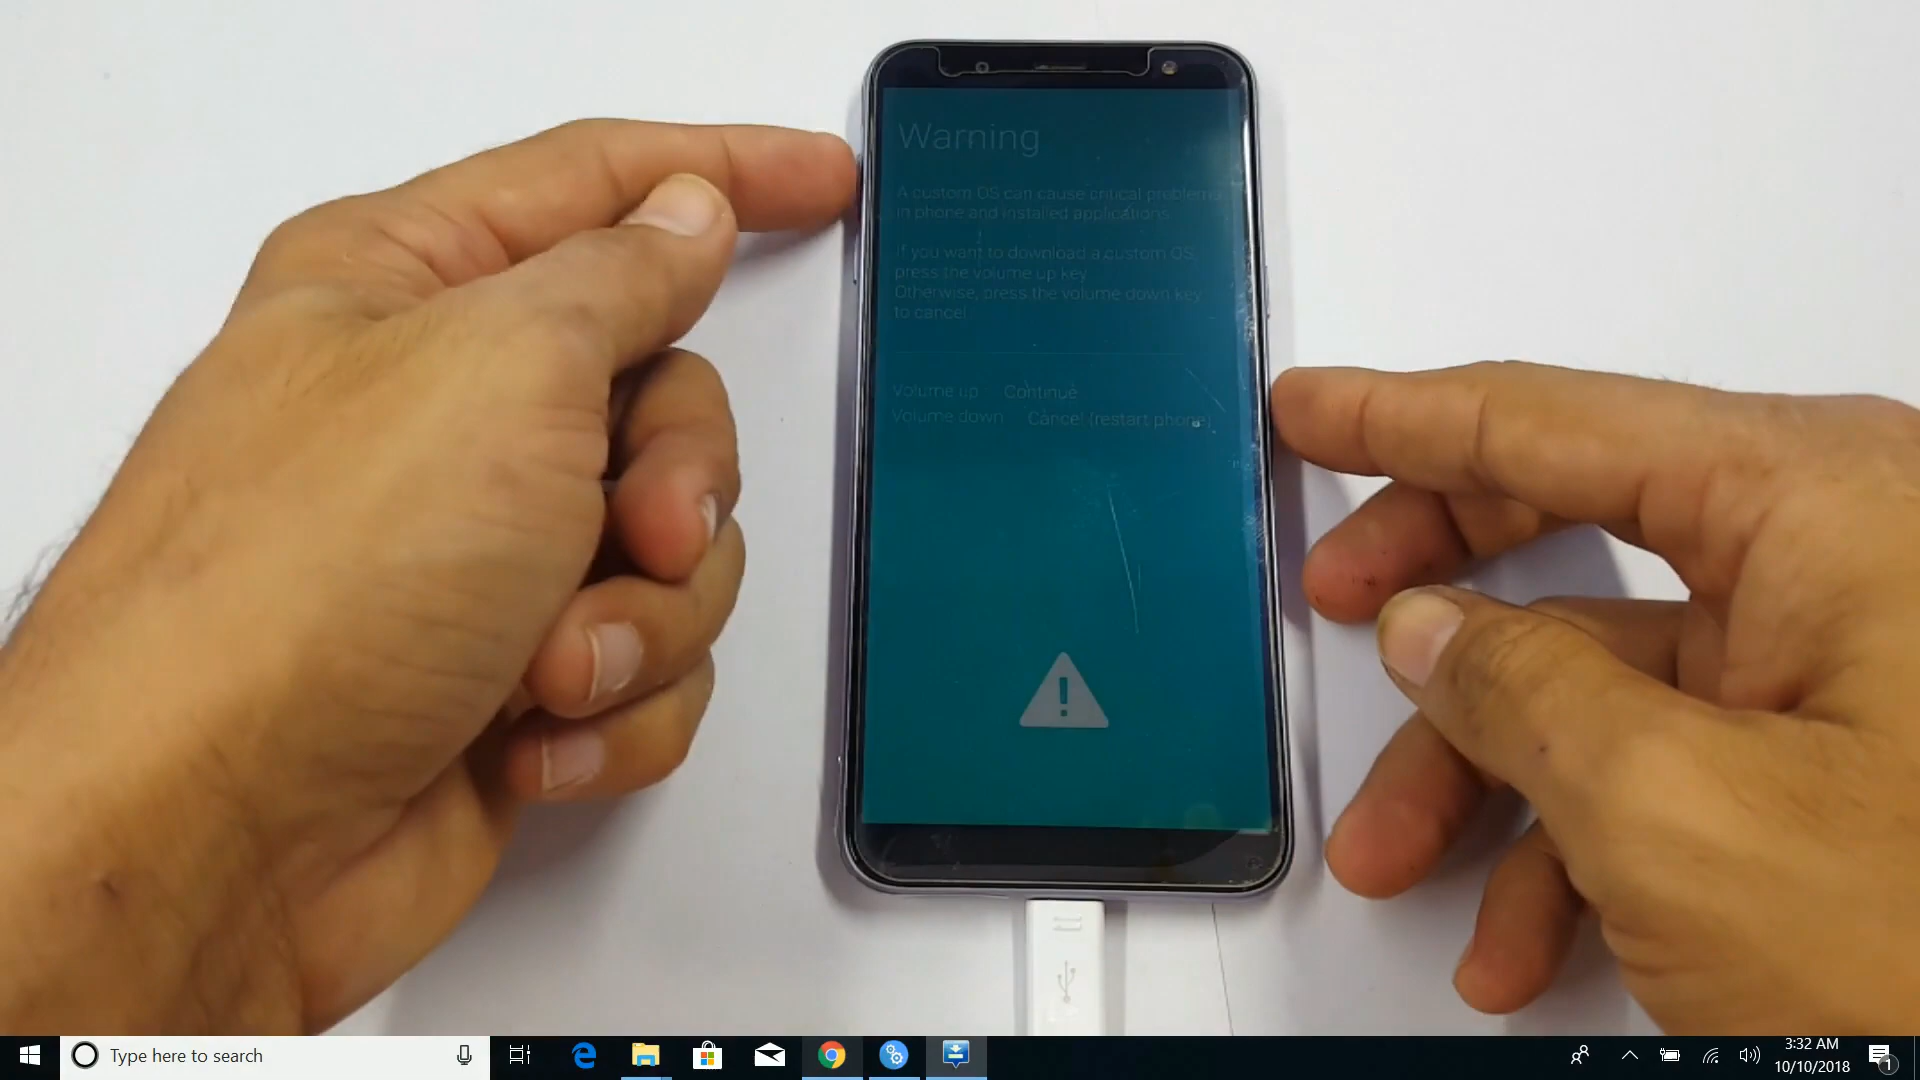 Warning
A custom OS can cause critical problems
in phone and installed applications.
If you want to download a custom OS,
press the volume up key.
Otherwise, press the volume down key
to cancel.
Volume up Continue
Volume down Cancel (restart phone)
Type here to search
3:32 AM
10/10/2018
1